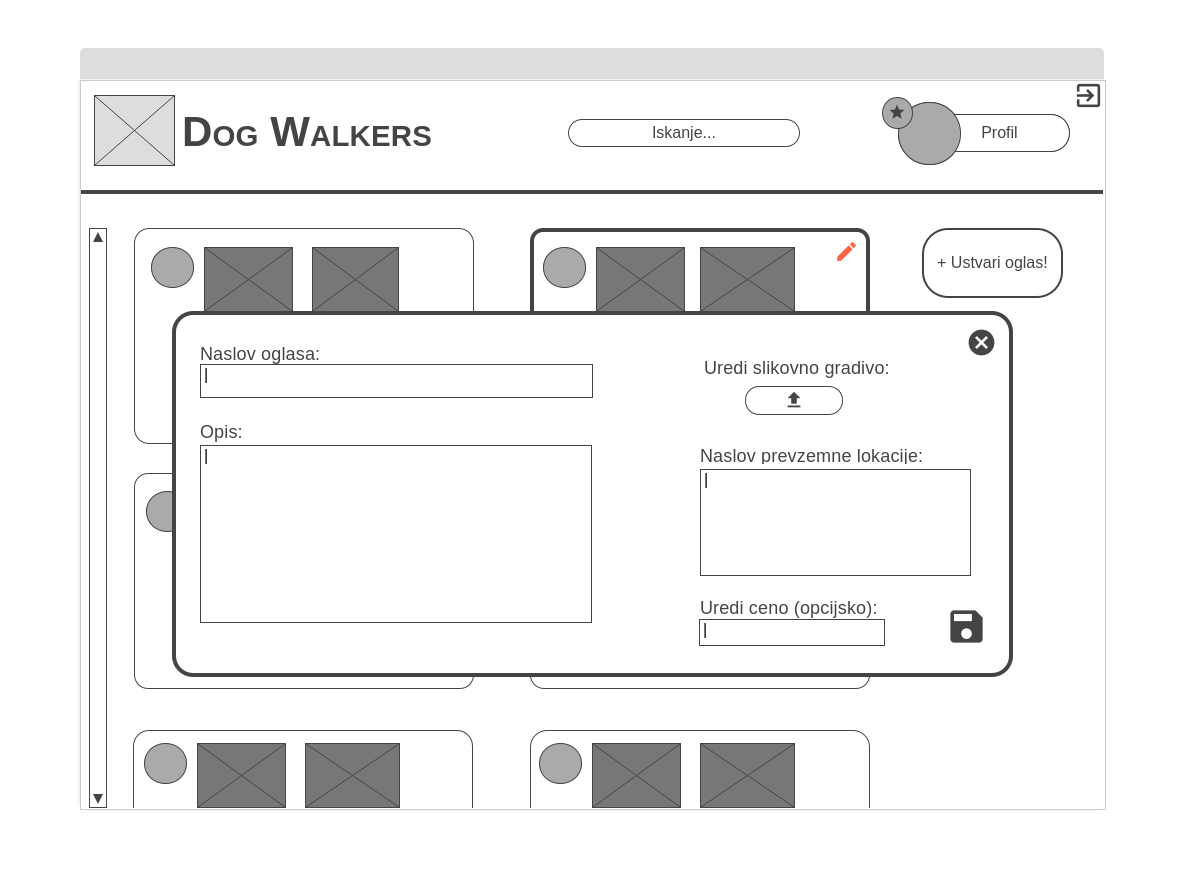 Dog Walkers
Iskanje...
Profil
+ Ustvari oglas!
Naslov oglasa:
Uredi slikovno gradivo:
Opis:
Naslov prevzemne lokacije:
Uredi ceno (opcijsko):